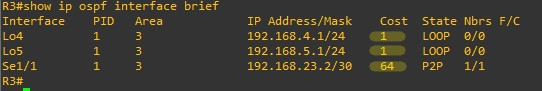 R3#show ip ospf interface brief
Interface    PID   Area            IP Address/Mask    Cost  State Nbrs F/C
Lo4          1     3               192.168.4.1/24     1     LOOP  0/0
Lo5          1     3               192.168.5.1/24     1     LOOP  0/0
Se1/1        1     3               192.168.23.2/30    64    P2P   1/1
R3#